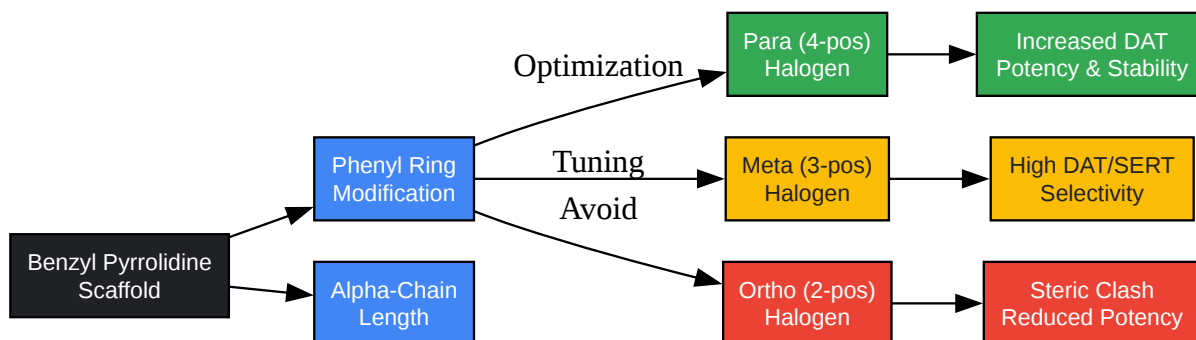 Benzyl Pyrrolidine
Scaffold
Phenyl Ring
Modification
Alpha-Chain
Length
Optimization
Tuning
Avoid
Para (4-pos)
Halogen
Meta (3-pos)
Halogen
Ortho (2-pos)
Halogen
Increased DAT
Potency & Stability
High DAT/SERT
Selectivity
Steric Clash
Reduced Potency